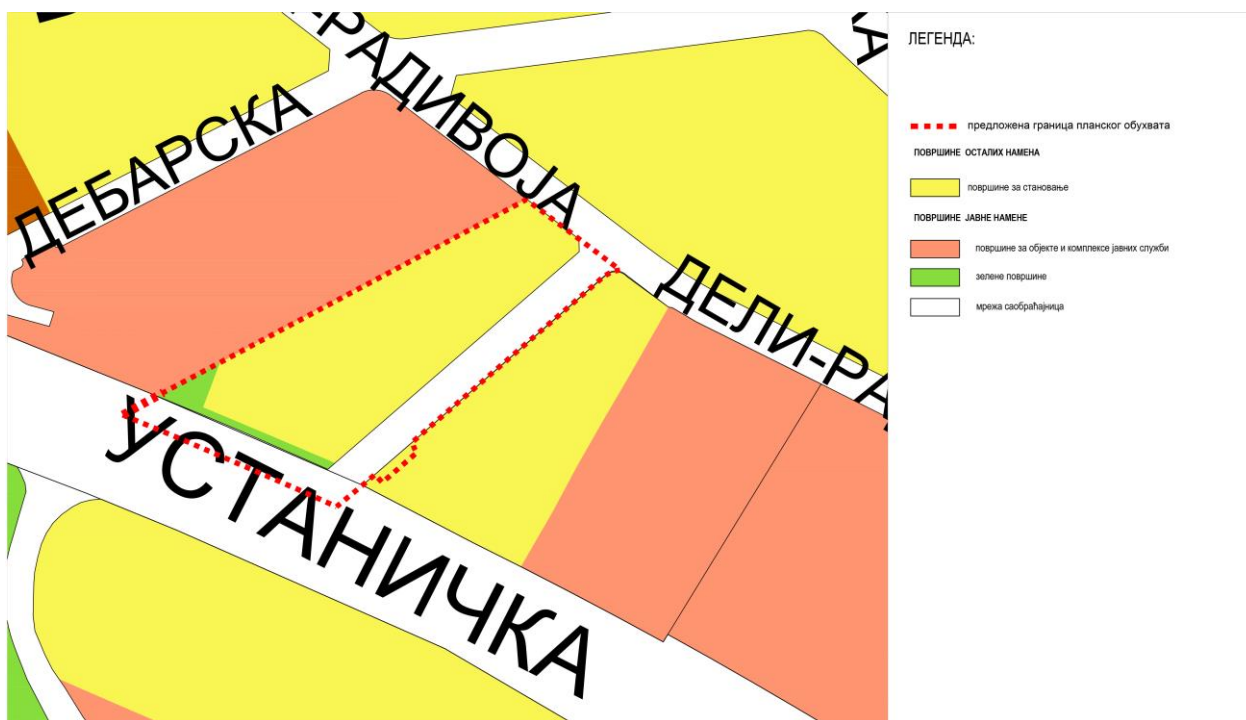 -РАДИВОЈА
ДЕБАРСКА
ДЕЛИ-РА
УСТАНИЧКА
ЛЕГЕНДА:
предложена граница планског обухвата
ПОВРШИНЕ ОСТАЛИХ НАМЕНА
површине за становање
ПОВРШИНЕ ЈАВНЕ НАМЕНЕ
површине за објекте и комплексе јавних служби
зелене површине
мрежа саобраћајница